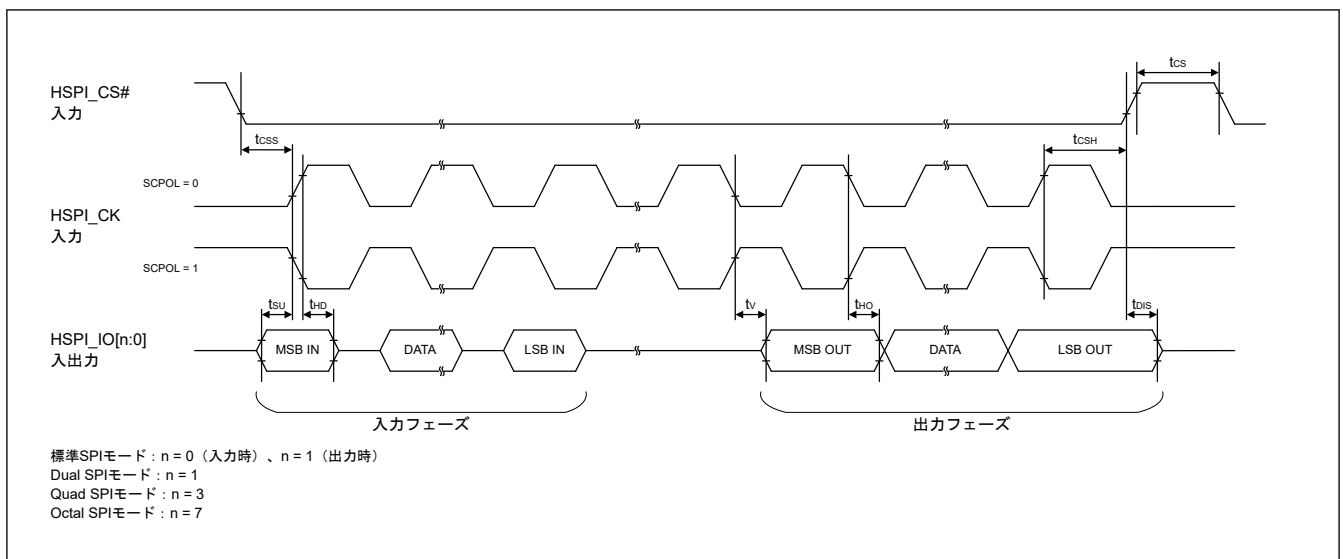 HSPI_CS#
入力
tCS
tCSS
tCSH
SCPOL = 0
HSPI_CK
入力
SCPOL = 1
tSU
tHD
tV
tHO
tDIS
HSPI_IO[n:0]
入出力
MSB IN
DATA
LSB IN
MSB OUT
DATA
LSB OUT
入力フェーズ
出力フェーズ
標準SPIモード：n = 0（入力時）、n = 1（出力時）
Dual SPIモード：n = 1
Quad SPIモード：n = 3
Octal SPIモード：n = 7